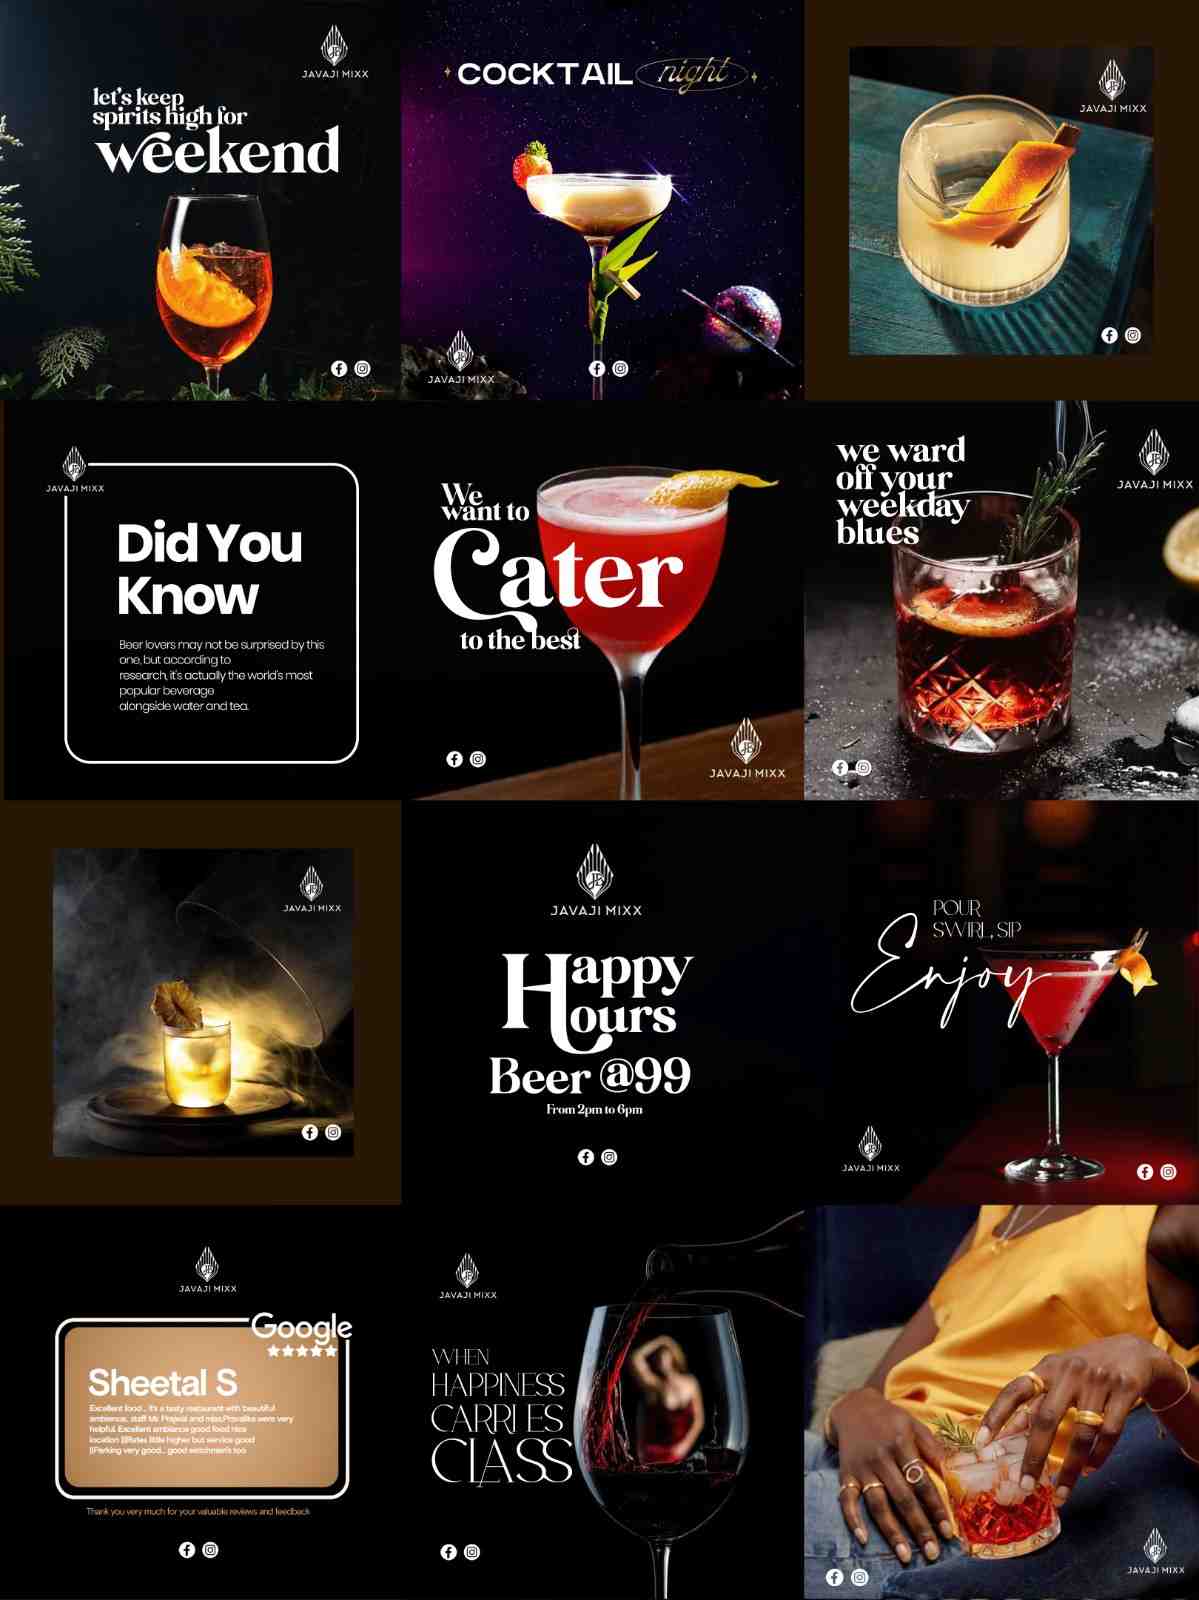 JAVAJI MIXX
let's keep
spirits high for
weekend
COCKTAIL night
JAVAJI MIXX
JAVAJI MIXX
JAVAJI MIXX
Did You
Know
Beer lovers may not be surprised by this
one, but according to
research, it's actually the world's most
popular beverage
alongside water and tea.
We
want to
Cater
to the best
JAVAJI MIXX
we ward
off your
weekday
blues
JAVAJI MIXX
JAVAJI MIXX
JAVAJI MIXX
Happy
Hours
Beer @99
From 2pm to 6pm
POUR
SWIRL, SIP
Enjoy
JAVAJI MIXX
JAVAJI MIXX
Google
Sheetal S
Excellent food... it's a tasty restaurant with beautiful
ambience, staff Mr. Prajwal and miss,Pravalika were very
helpful. Excellent ambiance good food nice
location |||Rates little higher but service good
||Parking very good... good watchmen's too
Thank you very much for your valuable reviews and feedback
JAVAJI MIXX
WHEN
HAPPINESS
CARRIES
CLASS
JAVAJI MIXX